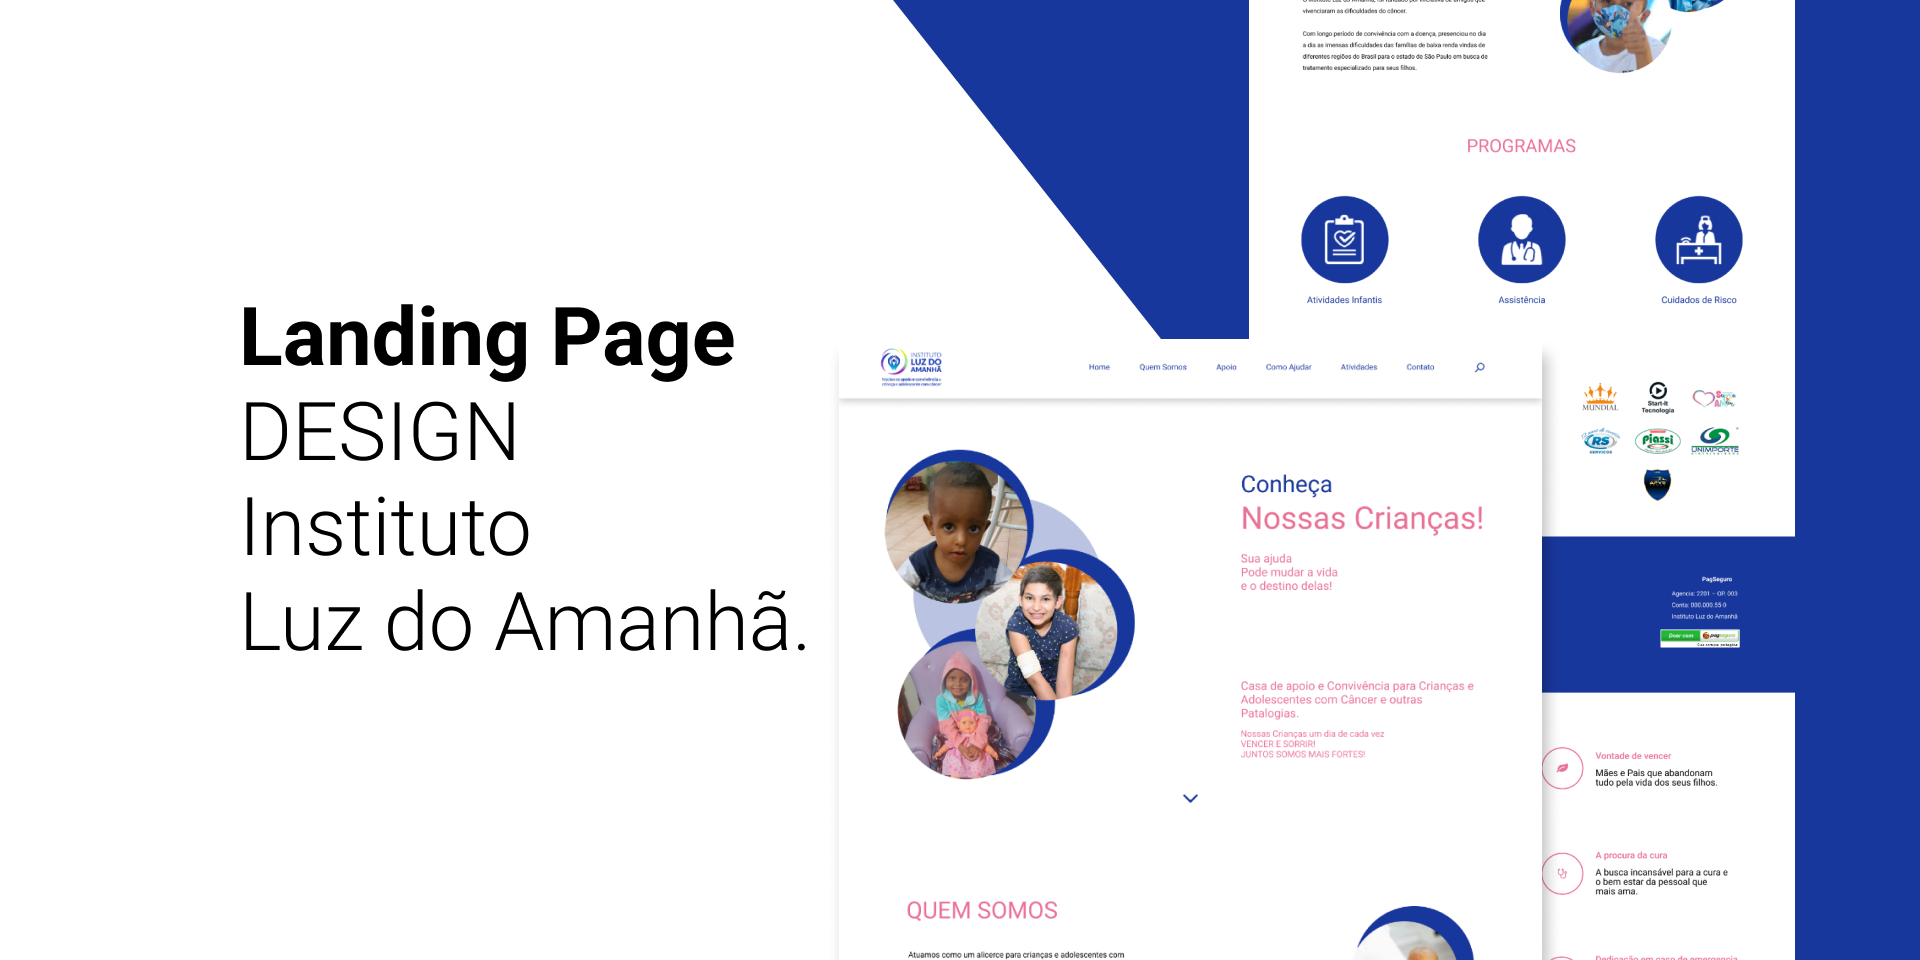 Landing Page
DESIGN
Instituto
Luz do Amanhã.
vivenciaram as dificuldades do câncer.
Com longo período de convivência com a doença, presenciou no dia
a dia as imensas dificuldades das famílias de baixa renda vindas de
diferentes regiões do Brasil para o estado de São Paulo em busca de
tratamento especializado para seus filhos.
PROGRAMAS
Atividades Infantis
Assistência
Cuidados de Risco
INSTITUTO
LUZ DO
AMANHÃ
Home
Quem Somos
Apoio
Como Ajudar
Atividades
Contato
Conheça
Nossas Crianças!
Sua ajuda
Pode mudar a vida
e o destino delas!
Casa de apoio e Convivência para Crianças e
Adolescentes com Câncer e outras
Patalogias.
Nossas Crianças um dia de cada vez
VENCER E SORRIR!
JUNTOS SOMOS MAIS FORTES!
QUEM SOMOS
Atuamos como um alicerce para crianças e adolescentes com
MUNDIAL
Start-It
Tecnologia
RS
SERVICOS
Piassi
UNIMPORTE
PagSeguro
Agencia: 2201 – OP. 003
Conta: 000.000.55-9
Instituto Luz do Amanhã
Doar com
pagseguro
Vontade de vencer
Mães e Pais que abandonam
tudo pela vida dos seus filhos.
A procura da cura
A busca incansável para a cura e
o bem estar da pessoal que
mais ama.
Dedicação em caso de emergencia